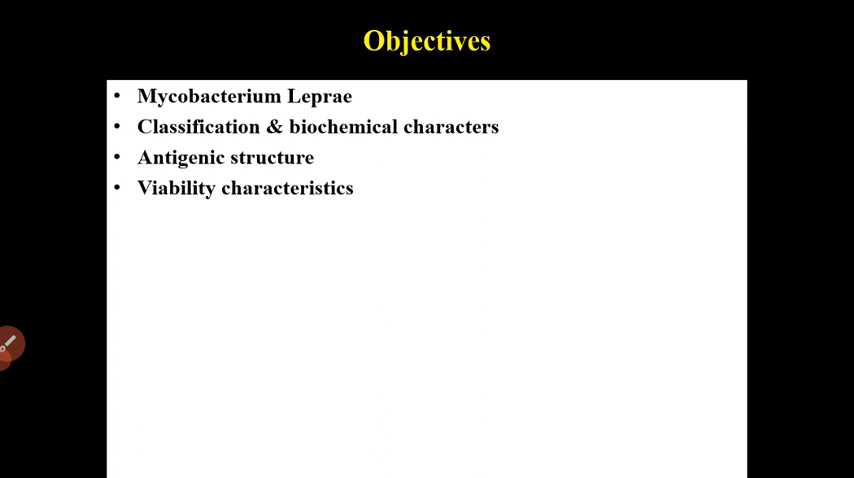 Objectives
• Mycobacterium Leprae
• Classification & biochemical characters
• Antigenic structure
• Viability characteristics